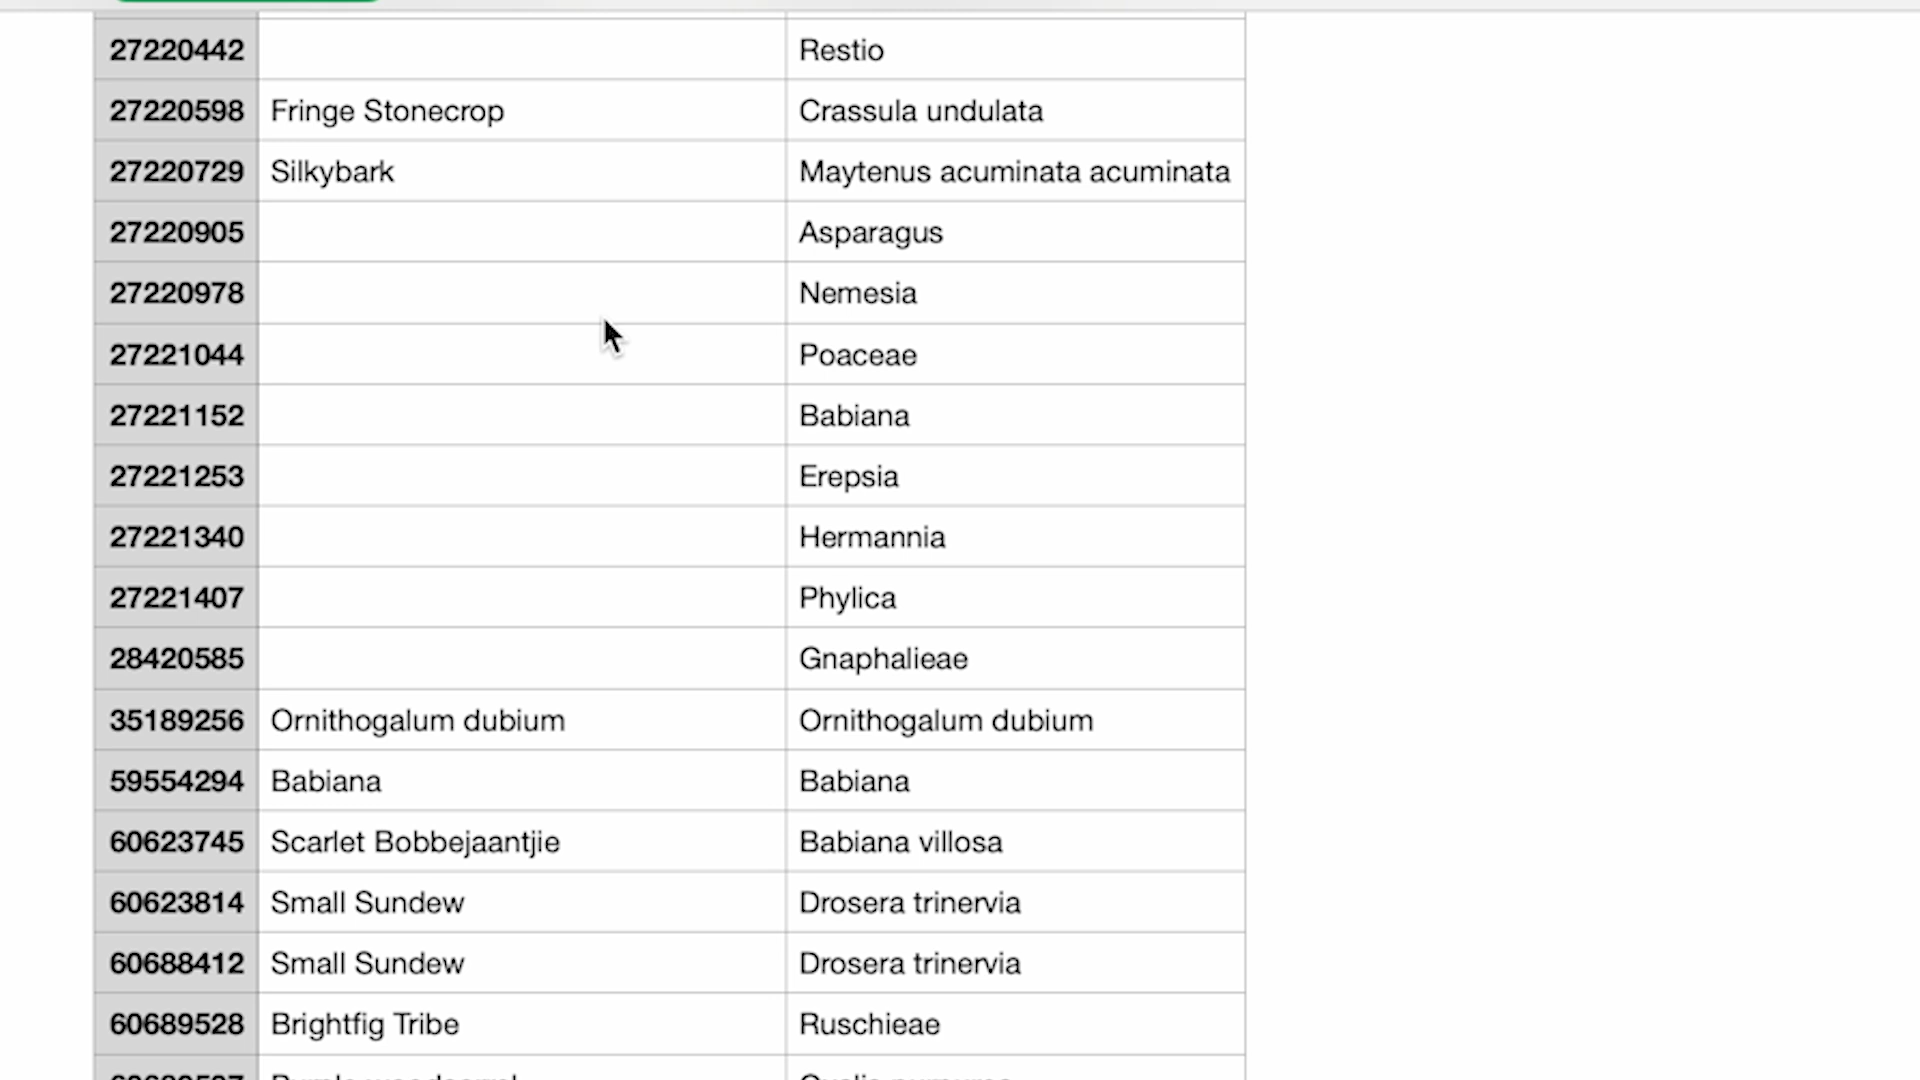 27220442 Restio
27220598 Fringe Stonecrop Crassula undulata
27220729 Silkybark Maytenus acuminata acuminata
27220905 Asparagus
27220978 Nemesia
27221044 Poaceae
27221152 Babiana
27221253 Erepsia
27221340 Hermannia
27221407 Phylica
28420585 Gnaphalieae
35189256 Ornithogalum dubium Ornithogalum dubium
59554294 Babiana Babiana
60623745 Scarlet Bobbejaantjie Babiana villosa
60623814 Small Sundew Drosera trinervia
60688412 Small Sundew Drosera trinervia
60689528 Brightfig Tribe Ruschieae